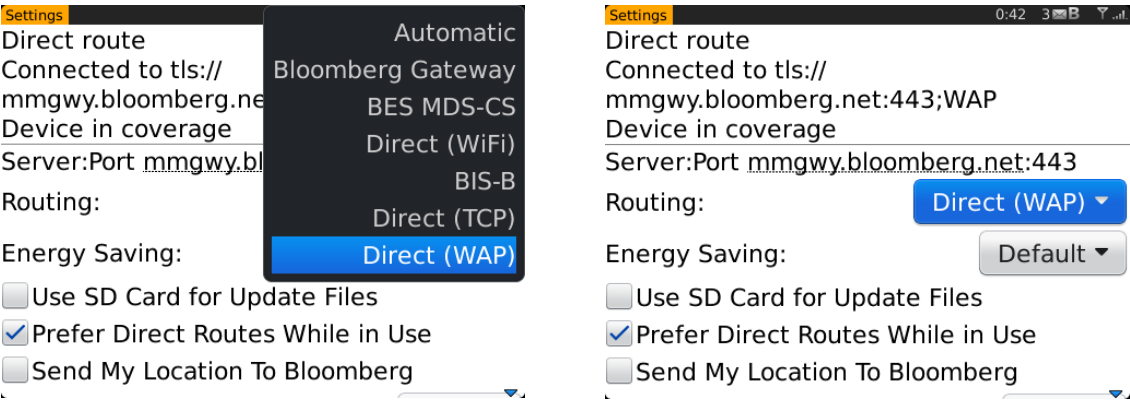 Settings
Direct route
Connected to tls://
mmgwy.bloomberg.ne
Device in coverage
Server:Port mmgwy.bl
Routing:
Energy Saving:
Use SD Card for Update Files
Prefer Direct Routes While in Use
Send My Location To Bloomberg
Automatic
Bloomberg Gateway
BES MDS-CS
Direct (WiFi)
BIS-B
Direct (TCP)
Direct (WAP)
Settings 0:42 3 B
Direct route
Connected to tls://
mmgwy.bloomberg.net:443;WAP
Device in coverage
Server:Port mmgwy.bloomberg.net:443
Routing: Direct (WAP)
Energy Saving: Default
Use SD Card for Update Files
Prefer Direct Routes While in Use
Send My Location To Bloomberg